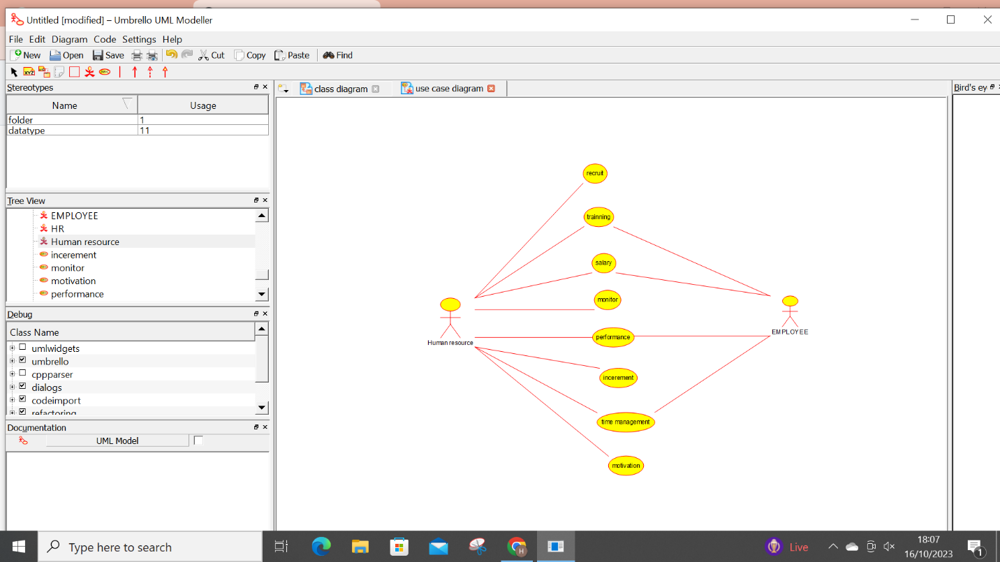 Untitled [modified] – Umbrello UML Modeller
File Edit Diagram Code Settings Help
New Open Save Cut Copy Paste Find
Stereotypes
Name Usage
folder 1
datatype 11
Tree View
EMPLOYEE
HR
Human resource
incerement
monitor
motivation
performance
Debug
Class Name
umlwidgets
umbrello
cppparser
dialogs
codeimport
refactoring
Documentation
UML Model
class diagram use case diagram
Bird's ey
recruit
trainning
salary
monitor
performance
incerement
time management
motivation
Human resource
EMPLOYEE
Type here to search
Live
18:07
16/10/2023
1